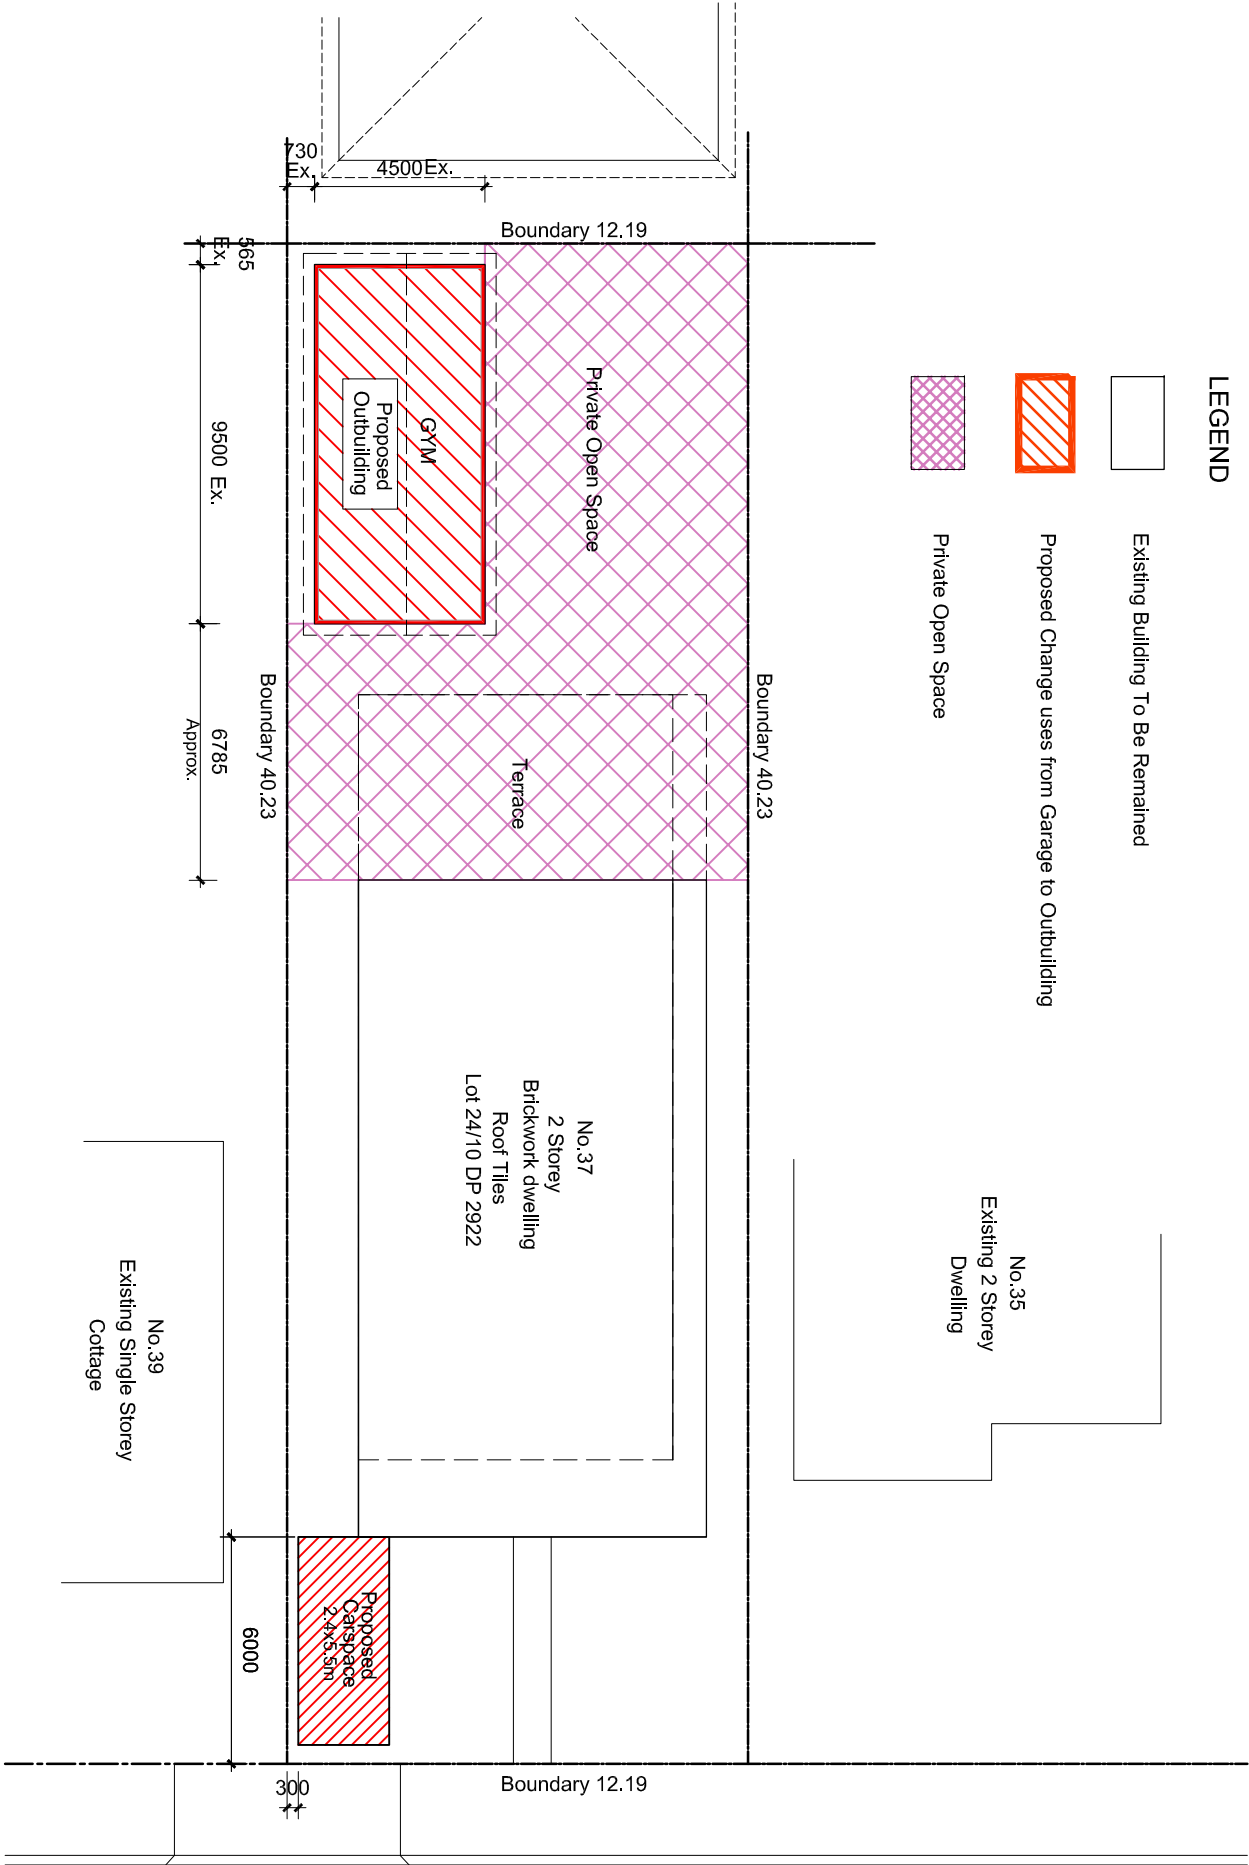 LEGEND
Existing Building To Be Remained
Proposed Change uses from Garage to Outbuilding
Private Open Space
730
Ex.
4500Ex.
Boundary 12.19
565
Ex.
9500 Ex.
6785
Approx.
GYM
Proposed
Outbuilding
Private Open Space
Terrace
Boundary 40.23
Boundary 40.23
No.37
2 Storey
Brickwork dwelling
Roof Tiles
Lot 24/10 DP 2922
No.35
Existing 2 Storey
Dwelling
No.39
Existing Single Storey
Cottage
Proposed
Carspace
2.4x5.5m
6000
300
Boundary 12.19